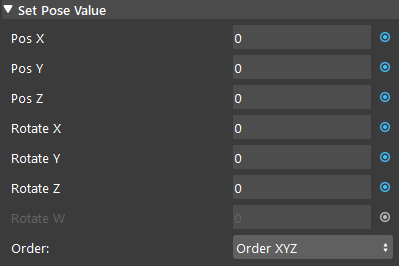 Set Pose Value
Pos X 0
Pos Y 0
Pos Z 0
Rotate X 0
Rotate Y 0
Rotate Z 0
Rotate W 0
Order: Order XYZ